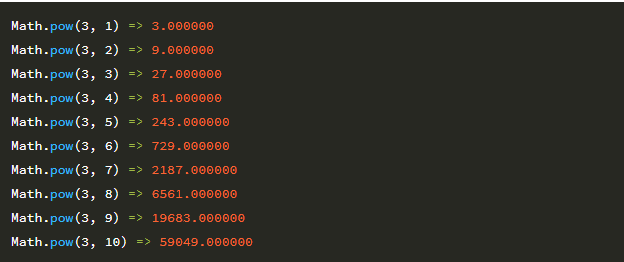 Math.pow(3, 1) => 3.000000
Math.pow(3, 2) => 9.000000
Math.pow(3, 3) => 27.000000
Math.pow(3, 4) => 81.000000
Math.pow(3, 5) => 243.000000
Math.pow(3, 6) => 729.000000
Math.pow(3, 7) => 2187.000000
Math.pow(3, 8) => 6561.000000
Math.pow(3, 9) => 19683.000000
Math.pow(3, 10) => 59049.000000